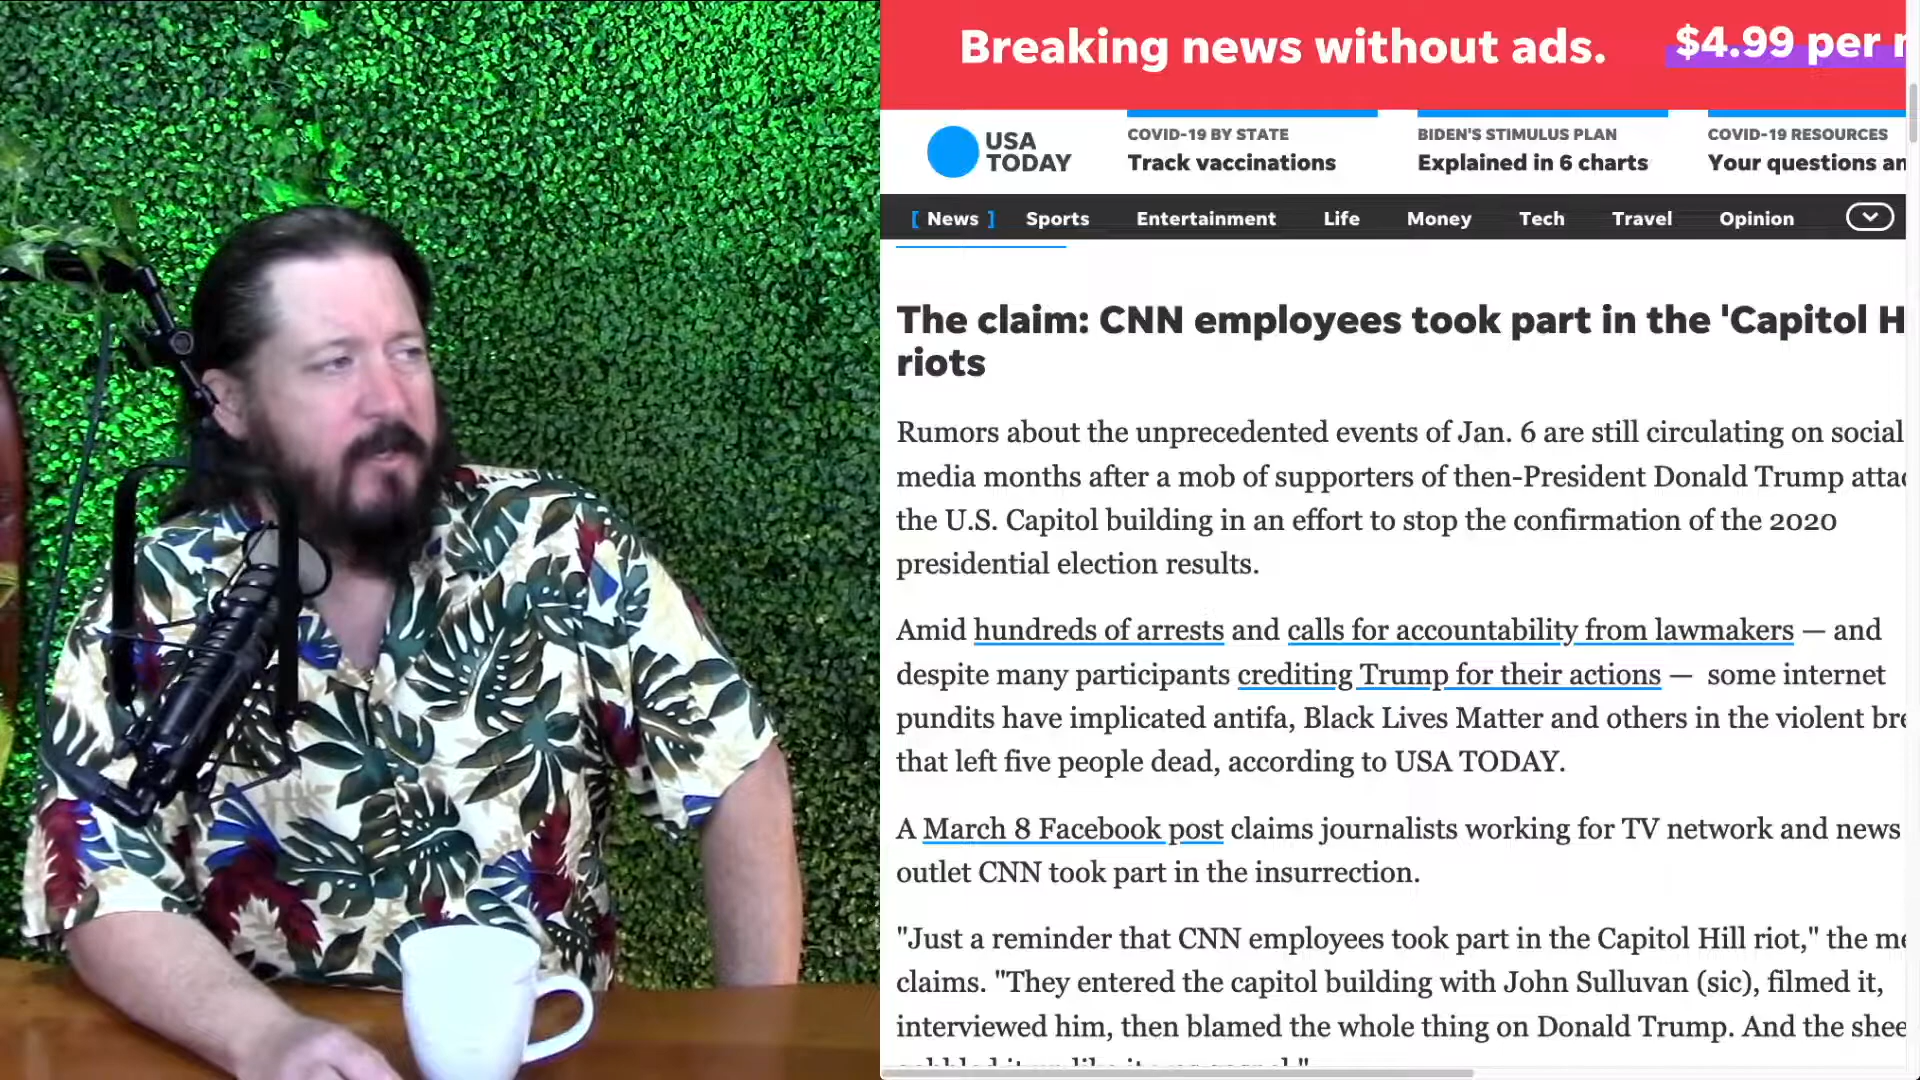 Breaking news without ads.
$4.99 per
USA
TODAY
COVID-19 BY STATE
Track vaccinations
BIDEN'S STIMULUS PLAN
Explained in 6 charts
COVID-19 RESOURCES
Your questions
[ News ]
Sports
Entertainment
Life
Money
Tech
Travel
Opinion
The claim: CNN employees took part in the 'Capitol H
riots
Rumors about the unprecedented events of Jan. 6 are still circulating on social
media months after a mob of supporters of then-President Donald Trump
the U.S. Capitol building in an effort to stop the confirmation of the 2020
presidential election results.
Amid hundreds of arrests and calls for accountability from lawmakers — and
despite many participants crediting Trump for their actions — some internet
pundits have implicated antifa, Black Lives Matter and others in the violent
that left five people dead, according to USA TODAY.
A March 8 Facebook post claims journalists working for TV network and news
outlet CNN took part in the insurrection.
"Just a reminder that CNN employees took part in the Capitol Hill riot," the
claims. "They entered the capitol building with John Sulluvan (sic), filmed it,
interviewed him, then blamed the whole thing on Donald Trump. And the